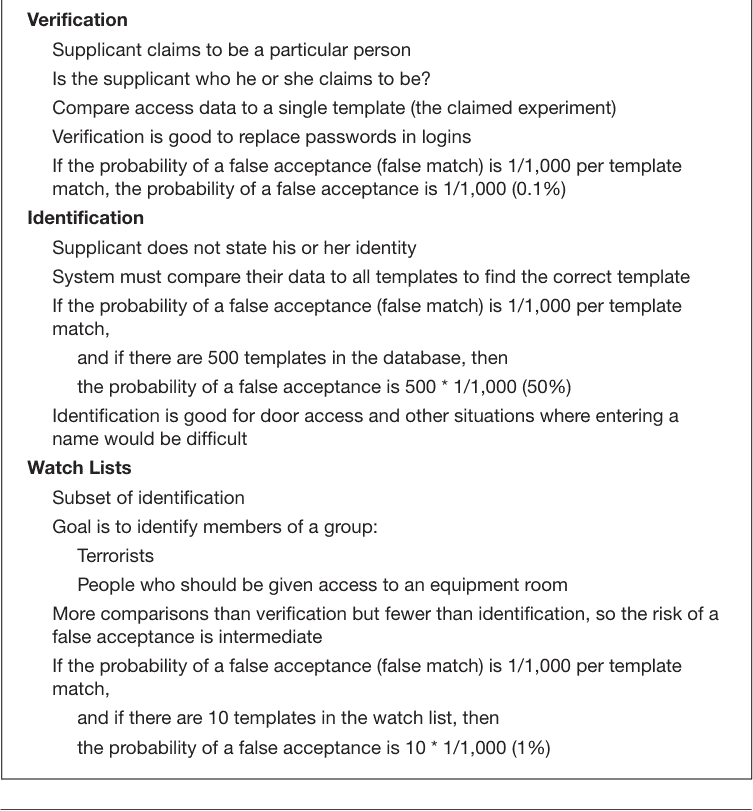 Verification
Supplicant claims to be a particular person
Is the supplicant who he or she claims to be?
Compare access data to a single template (the claimed experiment)
Verification is good to replace passwords in logins
If the probability of a false acceptance (false match) is 1/1,000 per template
match, the probability of a false acceptance is 1/1,000 (0.1%)
Identification
Supplicant does not state his or her identity
System must compare their data to all templates to find the correct template
If the probability of a false acceptance (false match) is 1/1,000 per template
match,
and if there are 500 templates in the database, then
the probability of a false acceptance is 500 * 1/1,000 (50%)
Identification is good for door access and other situations where entering a
name would be difficult
Watch Lists
Subset of identification
Goal is to identify members of a group:
Terrorists
People who should be given access to an equipment room
More comparisons than verification but fewer than identification, so the risk of a
false acceptance is intermediate
If the probability of a false acceptance (false match) is 1/1,000 per template
match,
and if there are 10 templates in the watch list, then
the probability of a false acceptance is 10 * 1/1,000 (1%)